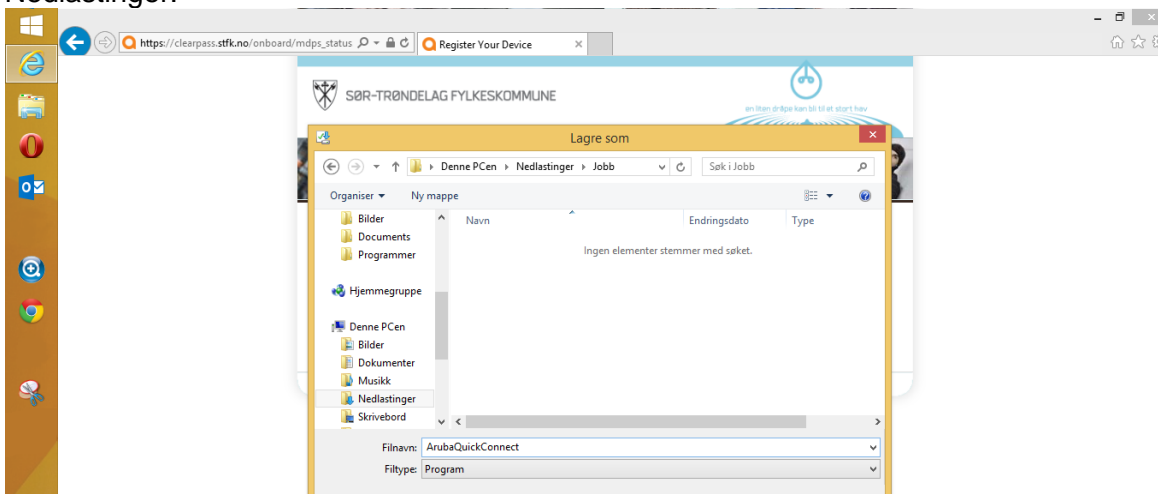 Nedlastinger.
https://clearpass.stfk.no/onboard/mdps_status
Register Your Device
SØR-TRØNDELAG FYLKESKOMMUNE
en liten dråpe kan bli til et stort hav
Lagre som
Denne PCen Nedlastinger Jobb
Søk i Jobb
Organiser
Ny mappe
Bilder
Documents
Programmer
Hjemmegruppe
Denne PCen
Bilder
Dokumenter
Musikk
Nedlastinger
Skrivebord
Navn
Endringsdato
Type
Ingen elementer stemmer med søket.
Filnavn: ArubaQuickConnect
Filtype: Program